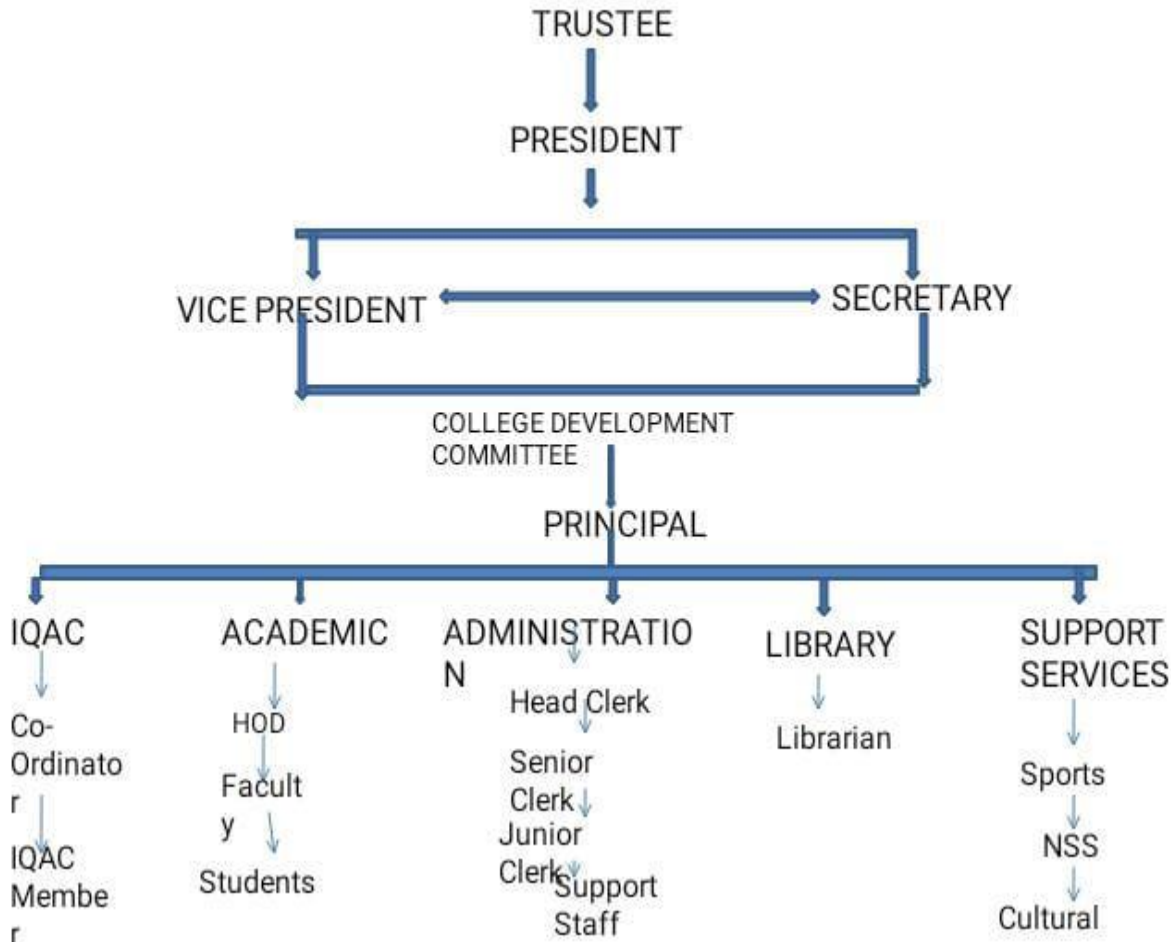 TRUSTEE
PRESIDENT
VICE PRESIDENT
SECRETARY
COLLEGE DEVELOPMENT
COMMITTEE
PRINCIPAL
IQAC
Co-
Ordinato
r
IQAC
Membe
r
ACADEMIC
HOD
Facult
y
Students
ADMINISTRATIO
N
Head Clerk
Senior
Clerk
Junior
Clerk
Support
Staff
LIBRARY
Librarian
SUPPORT
SERVICES
Sports
NSS
Cultural